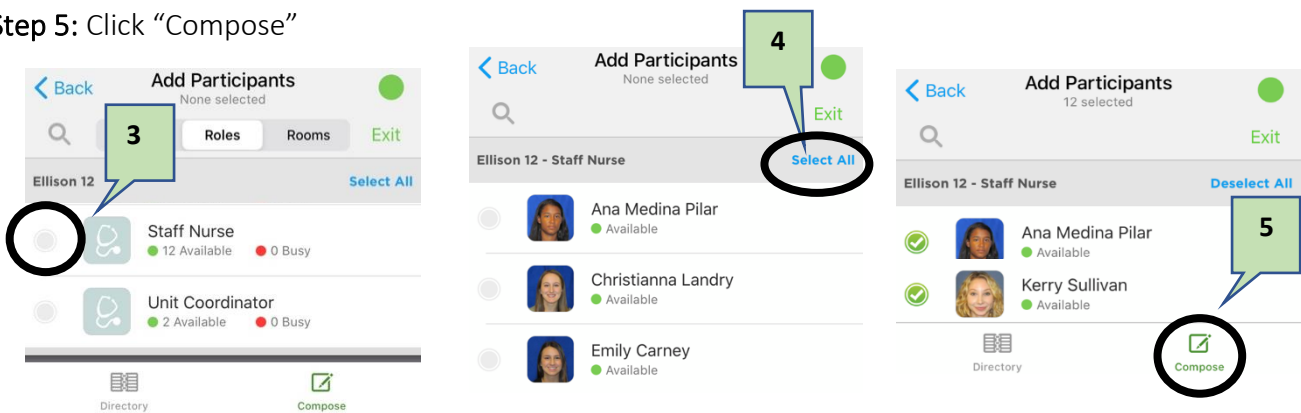 Step 5: Click “Compose”
3
Back
Add Participants
None selected
Roles
Rooms
Exit
Ellison 12
Select All
Staff Nurse
12 Available 0 Busy
Unit Coordinator
2 Available 0 Busy
Directory
Compose
4
Back
Add Participants
None selected
Exit
Ellison 12 - Staff Nurse
Select All
Ana Medina Pilar
Available
Christianna Landry
Available
Emily Carney
Available
Back
Add Participants
12 selected
Exit
Ellison 12 - Staff Nurse
Deselect All
5
Ana Medina Pilar
Available
Kerry Sullivan
Available
Directory
Compose